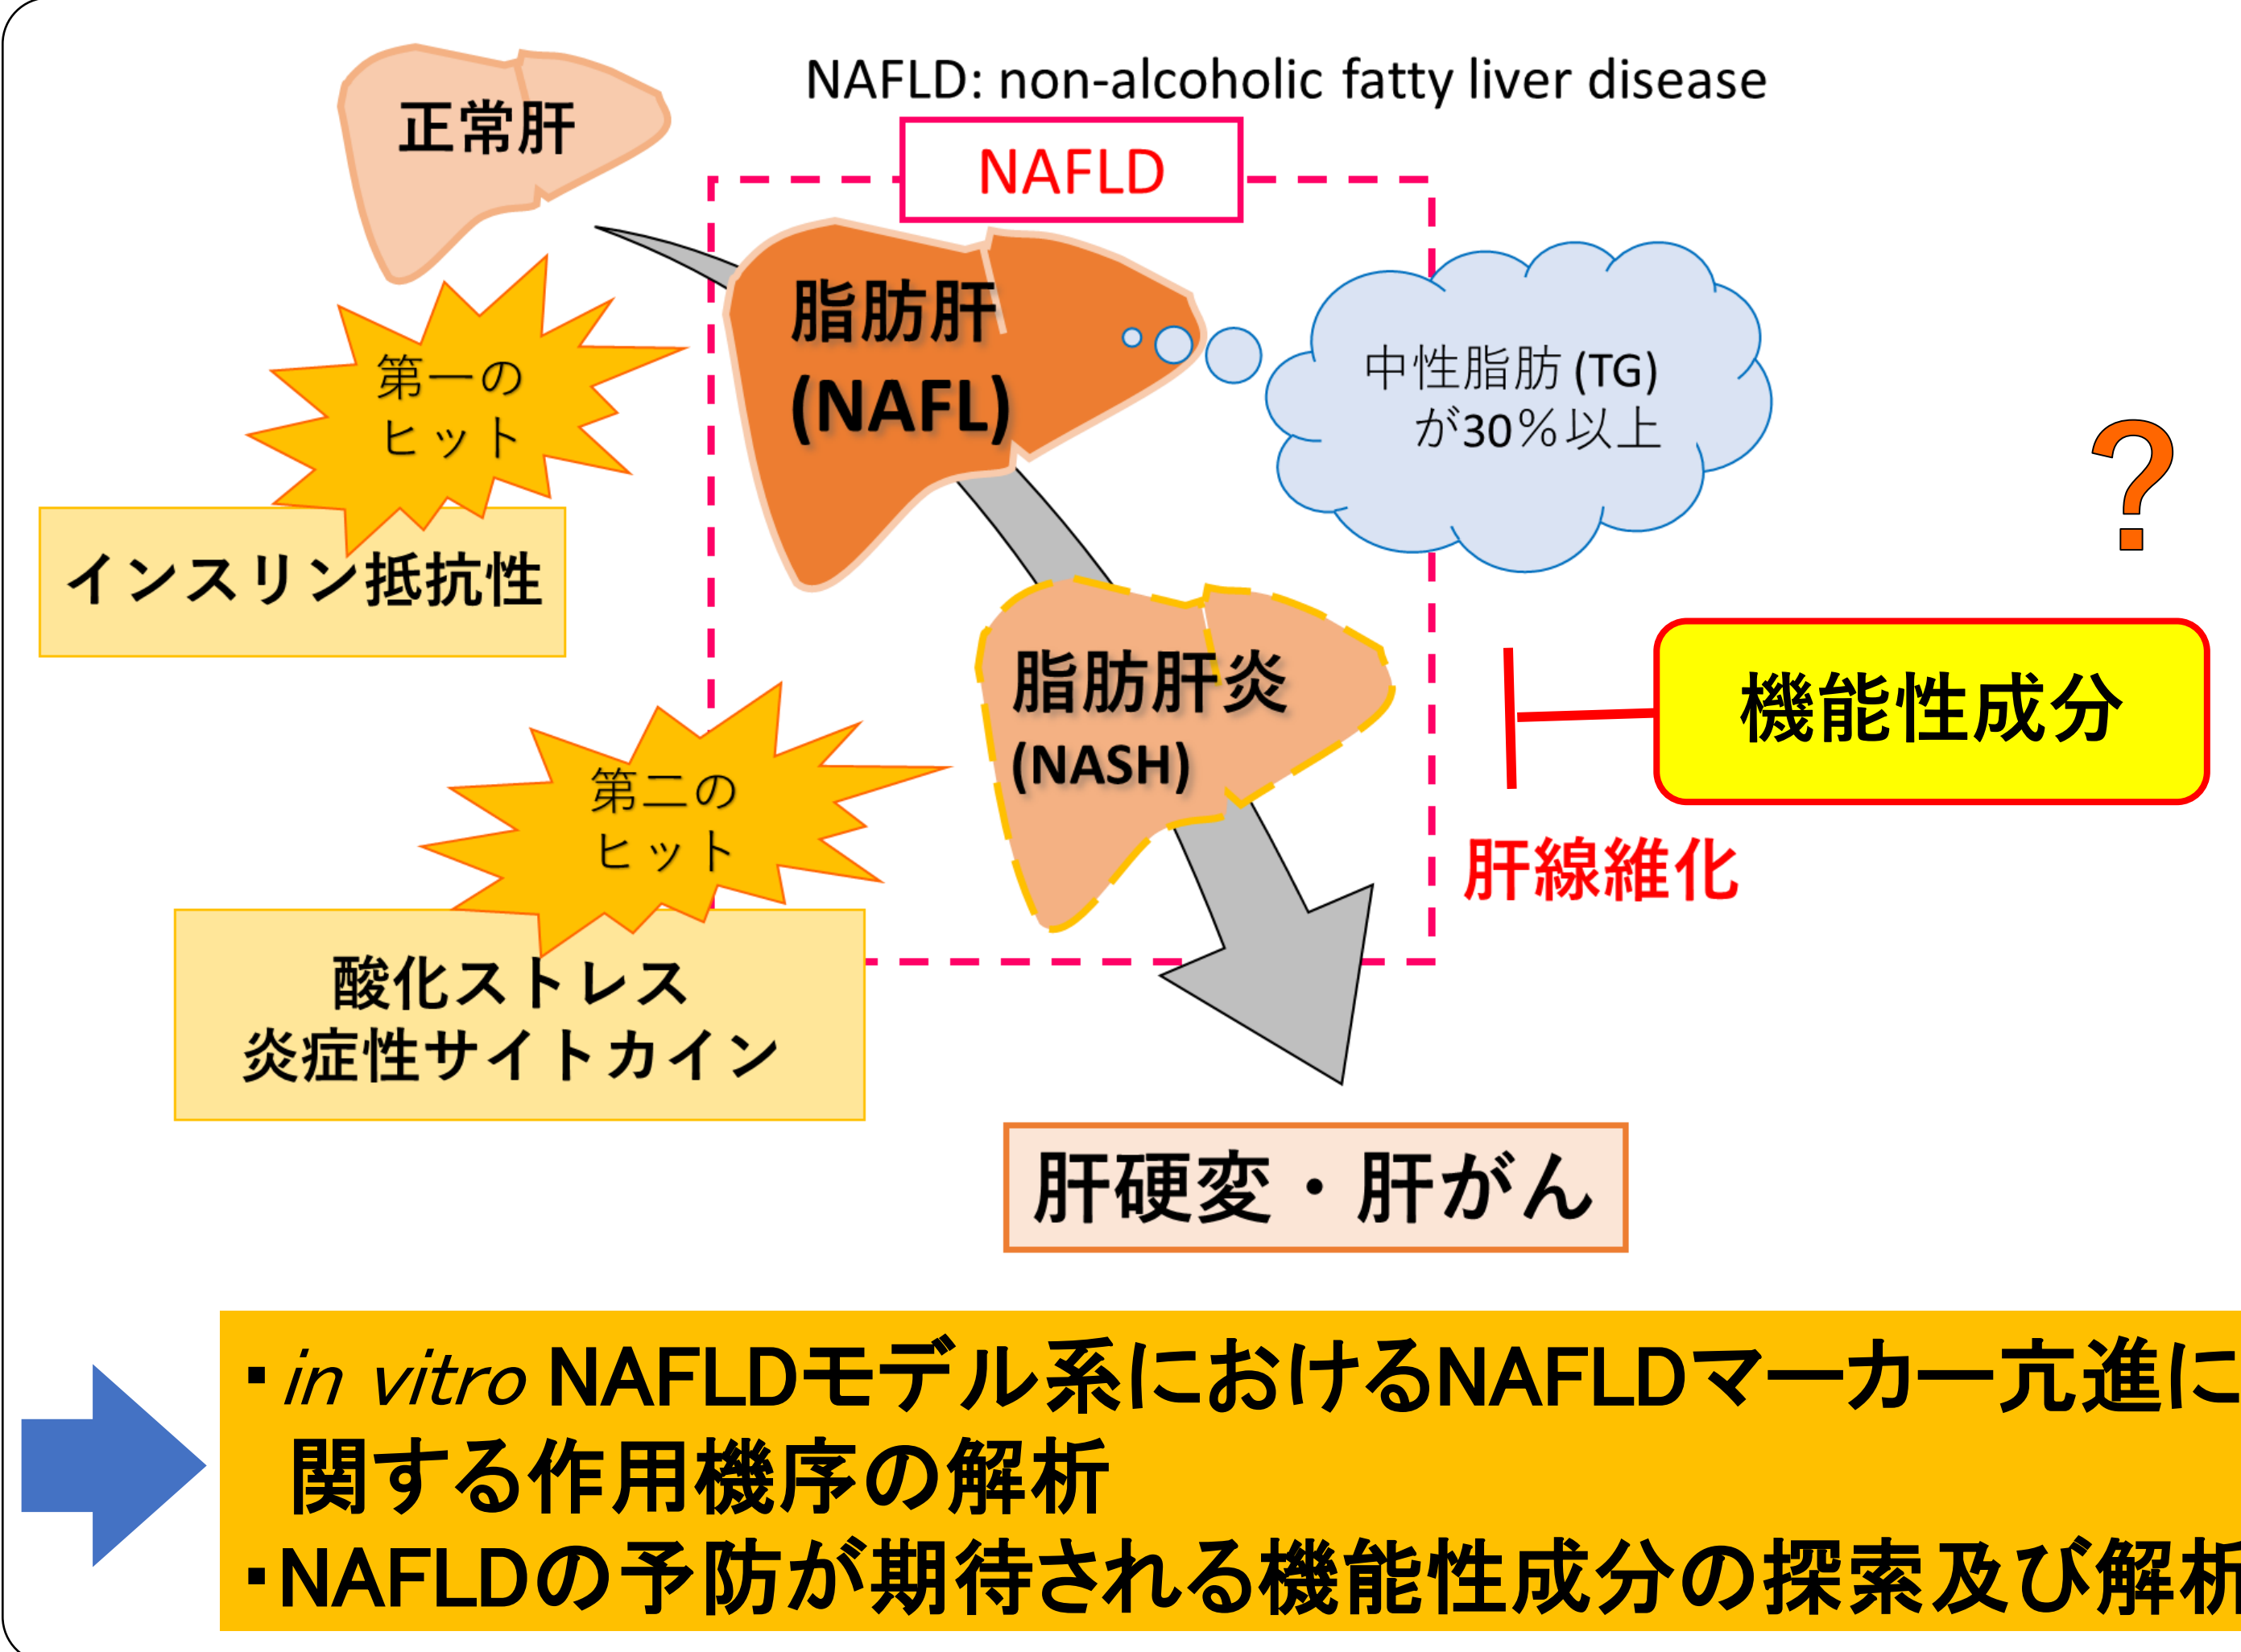 NAFLD: non-alcoholic fatty liver disease
正常肝
NAFLD
脂肪肝
(NAFL)
中性脂肪 (TG)
が30%以上
第一の
ヒット
インスリン抵抗性
?
脂肪肝炎
(NASH)
機能性成分
第二の
ヒット
肝線維化
酸化ストレス
炎症性サイトカイン
肝硬変・肝がん
・in vitro NAFLDモデル系におけるNAFLDマーカー亢進に
関する作用機序の解析
・NAFLDの予防が期待される機能性成分の探索及び解析